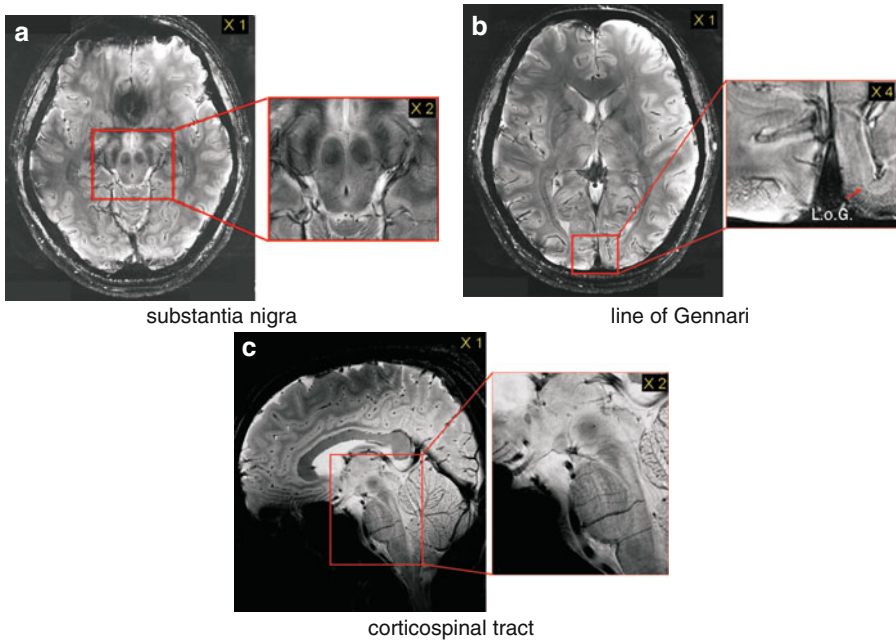 a
X 1
X 2
substantia nigra
b
X 1
X 4
L.o.G.
line of Gennari
c
X 1
X 2
corticospinal tract